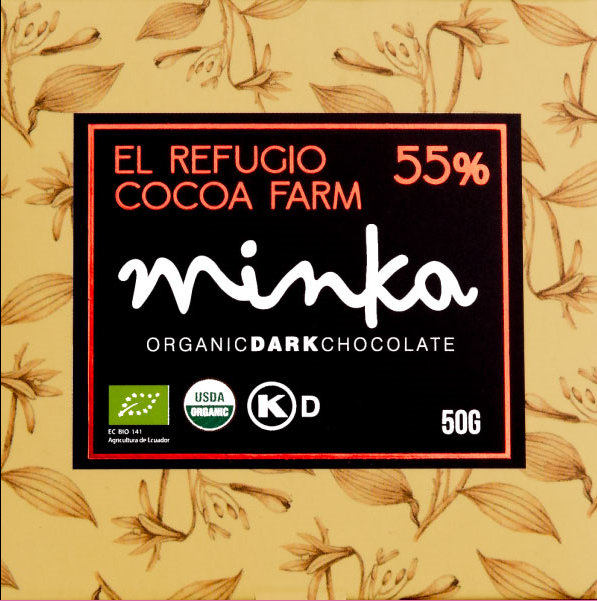 EL REFUGIO
COCOA FARM
55%
minka
ORGANICDARKCHOCOLATE
USDA
ORGANIC
K D
EC BIO 141
Agricultura de Ecuador
50G